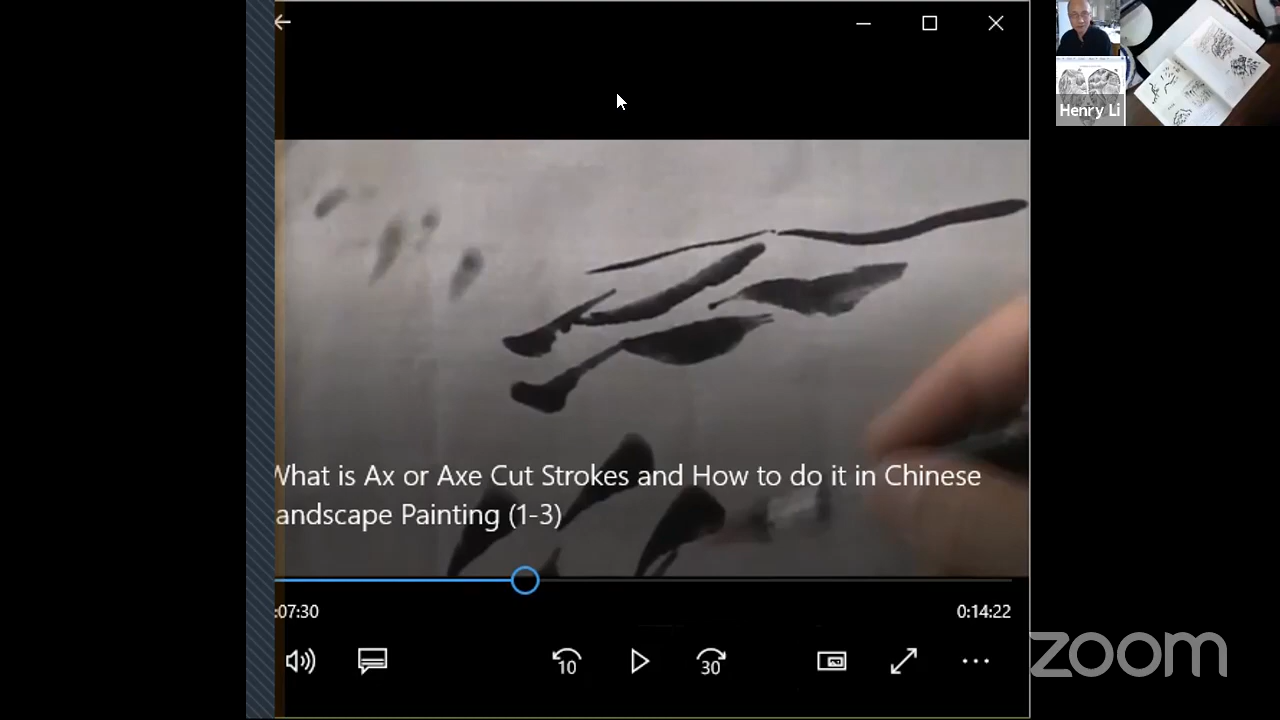 Henry Li
What is Ax or Axe Cut Strokes and How to do it in Chinese
andscape Painting (1-3)
:07:30
0:14:22
10
30
zoom